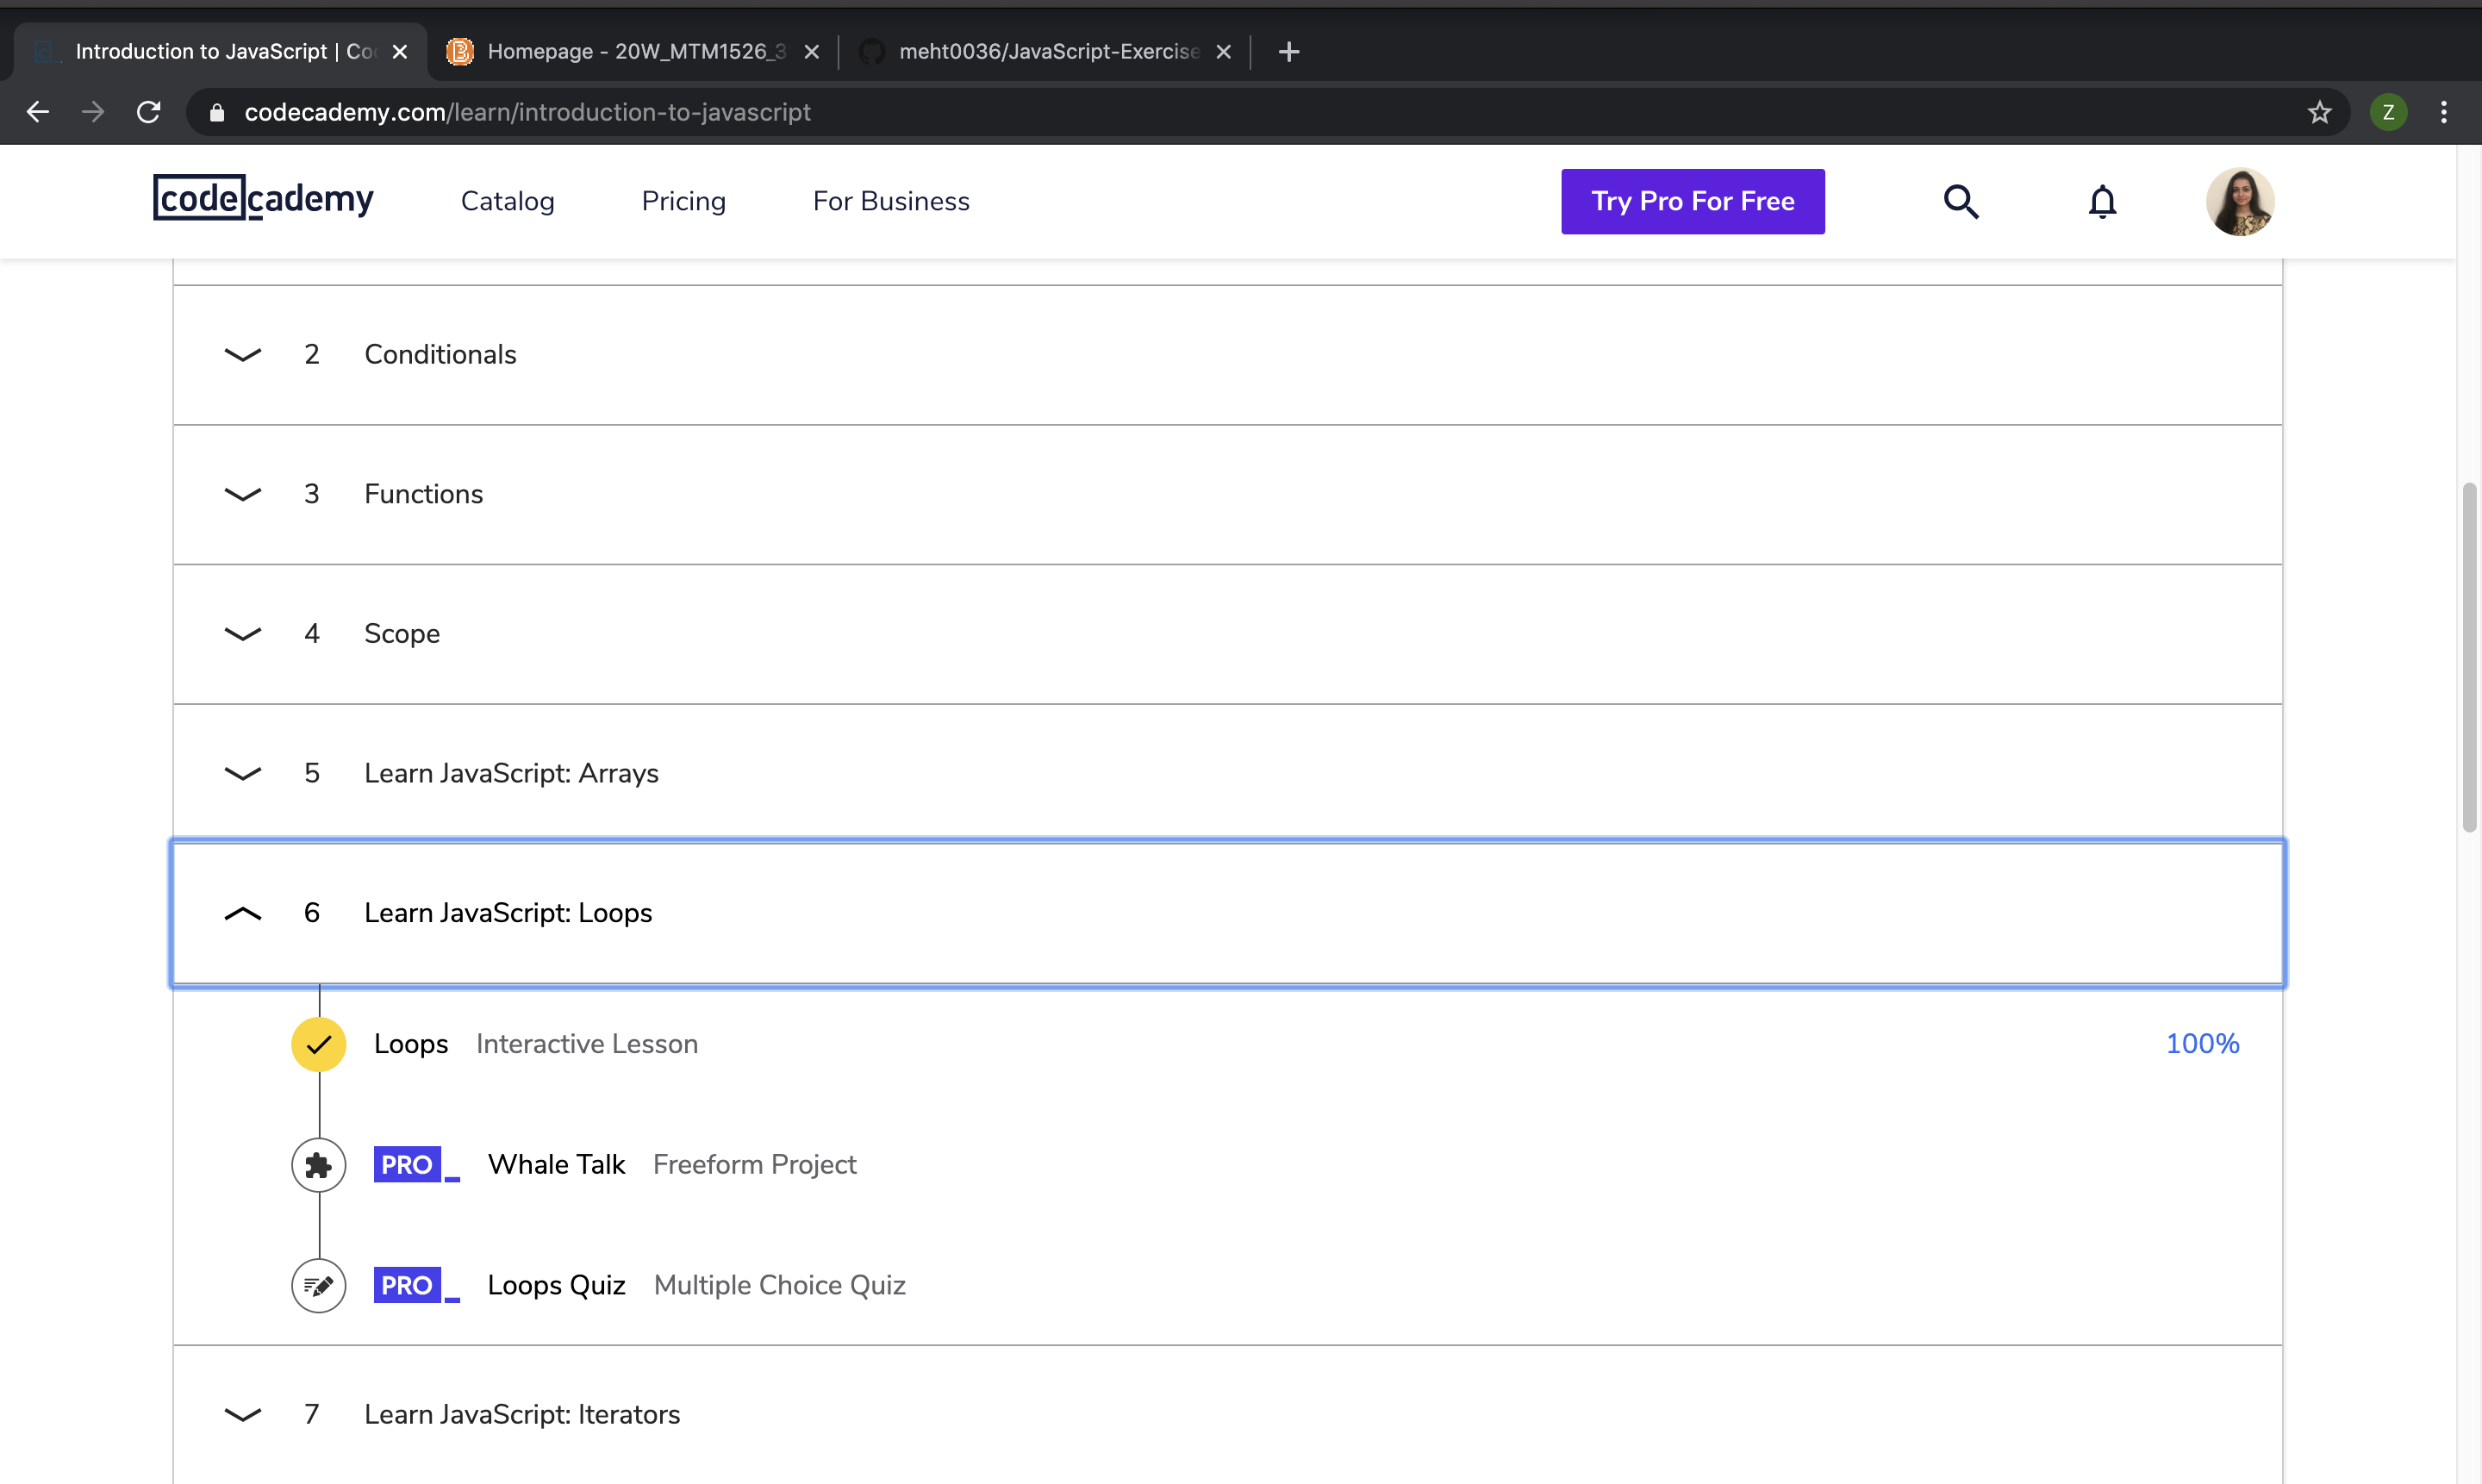 Introduction to JavaScript | Co
Homepage - 20W_MTM1526_3
meht0036/JavaScript-Exercise
codecademy.com/learn/introduction-to-javascript
Z
codecademy
Catalog
Pricing
For Business
Try Pro For Free
2 Conditionals
3 Functions
4 Scope
5 Learn JavaScript: Arrays
6 Learn JavaScript: Loops
Loops Interactive Lesson 100%
PRO_ Whale Talk Freeform Project
PRO_ Loops Quiz Multiple Choice Quiz
7 Learn JavaScript: Iterators